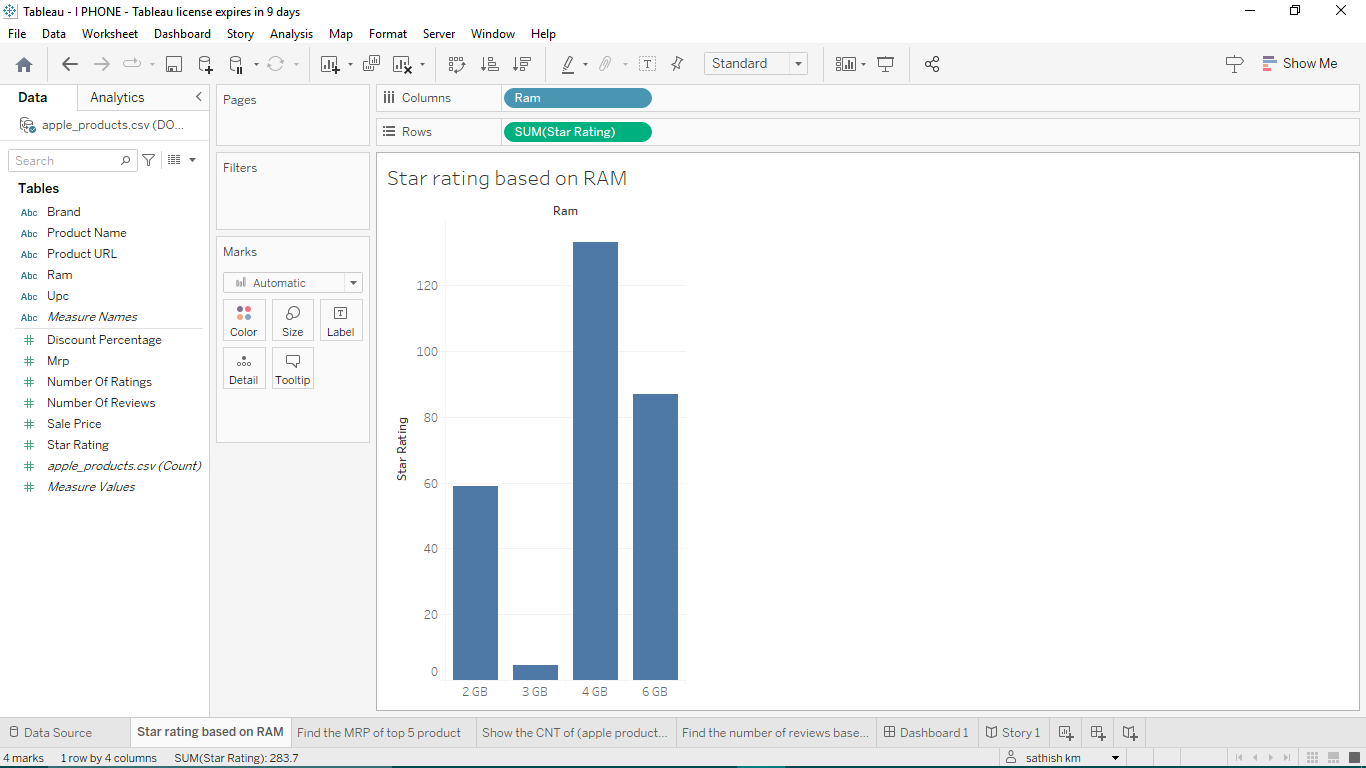 Tableau - I PHONE - Tableau license expires in 9 days
File Data Worksheet Dashboard Story Analysis Map Format Server Window Help
Standard
Show Me
Data Analytics
apple_products.csv (DO...
Search
Tables
Abc Brand
Abc Product Name
Abc Product URL
Abc Ram
Abc Upc
Abc Measure Names
# Discount Percentage
# Mrp
# Number Of Ratings
# Number Of Reviews
# Sale Price
# Star Rating
# apple_products.csv (Count)
# Measure Values
Pages
Filters
Marks
Automatic
Color Size Label
Detail Tooltip
Columns Ram
Rows SUM(Star Rating)
Star rating based on RAM
Ram
120
100
80
60
40
20
0
Star Rating
2 GB 3 GB 4 GB 6 GB
Data Source Star rating based on RAM Find the MRP of top 5 product Show the CNT of (apple product... Find the number of reviews base... Dashboard 1 Story 1
4 marks 1 row by 4 columns SUM(Star Rating): 283.7 sathish km